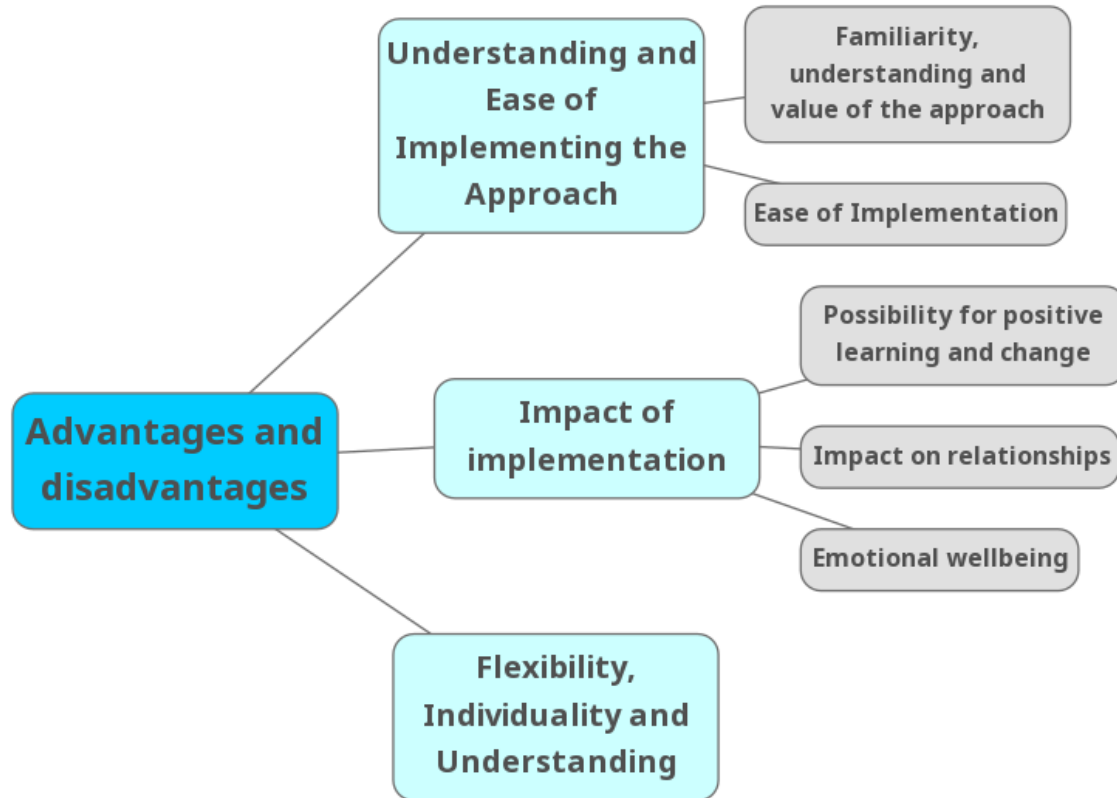 Understanding and
Ease of
Implementing the
Approach
Familiarity,
understanding and
value of the approach
Ease of Implementation
Advantages and
disadvantages
Impact of
implementation
Possibility for positive
learning and change
Impact on relationships
Emotional wellbeing
Flexibility,
Individuality and
Understanding